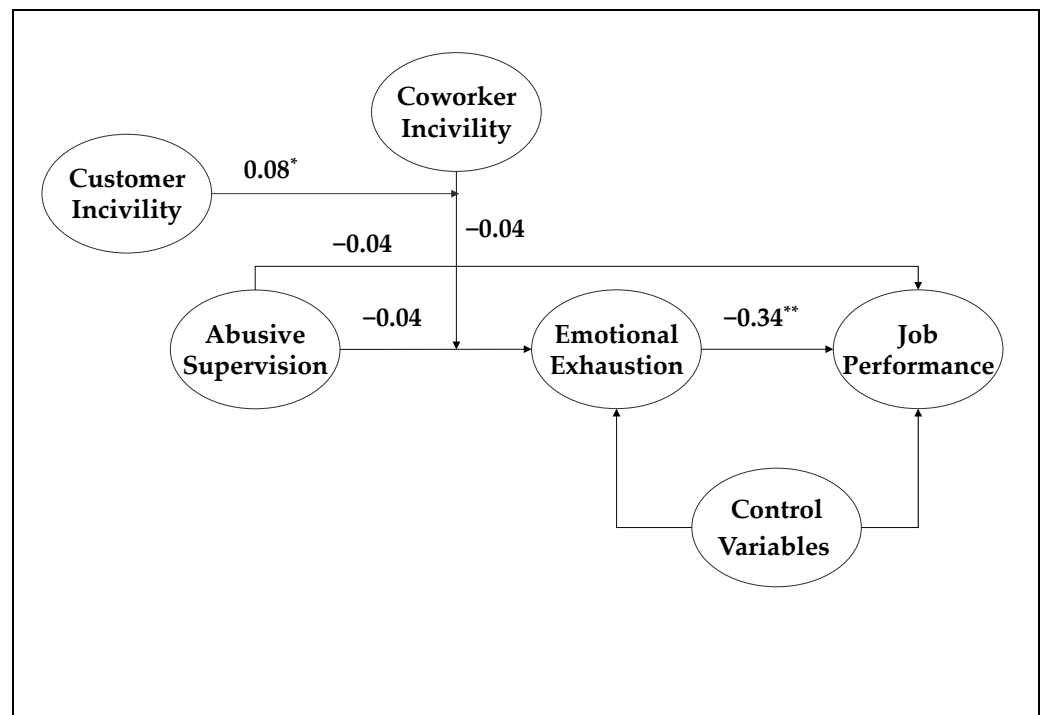 Coworker
Incivility
0.08*
Customer
Incivility
−0.04
−0.04
−0.04
−0.34**
Abusive
Supervision
Emotional
Exhaustion
Job
Performance
Control
Variables